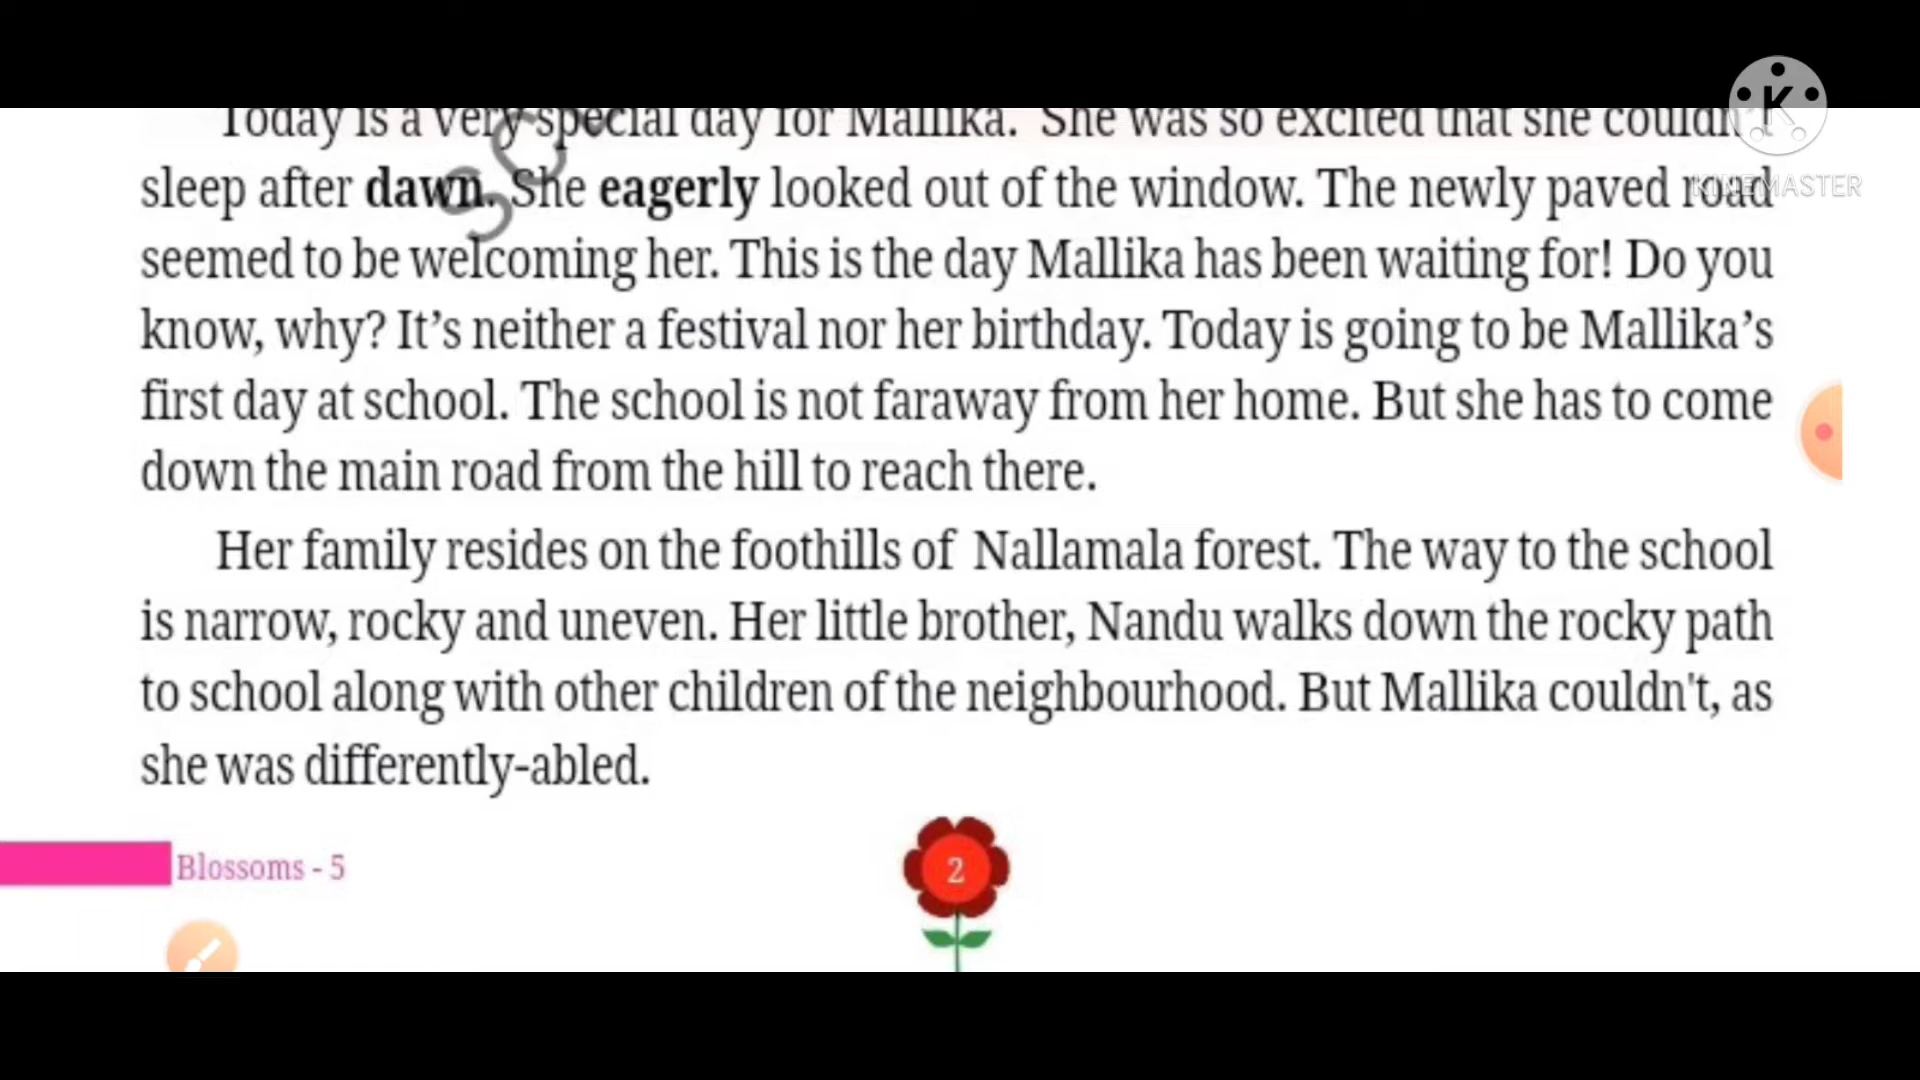 Today is a very special day for Mallika. She was so excited that she couldn't
sleep after dawn. She eagerly looked out of the window. The newly paved road
seemed to be welcoming her. This is the day Mallika has been waiting for! Do you
know, why? It’s neither a festival nor her birthday. Today is going to be Mallika’s
first day at school. The school is not faraway from her home. But she has to come
down the main road from the hill to reach there.
Her family resides on the foothills of Nallamala forest. The way to the school
is narrow, rocky and uneven. Her little brother, Nandu walks down the rocky path
to school along with other children of the neighbourhood. But Mallika couldn't, as
she was differently-abled.
Blossoms - 5
2
K
KINEMASTER